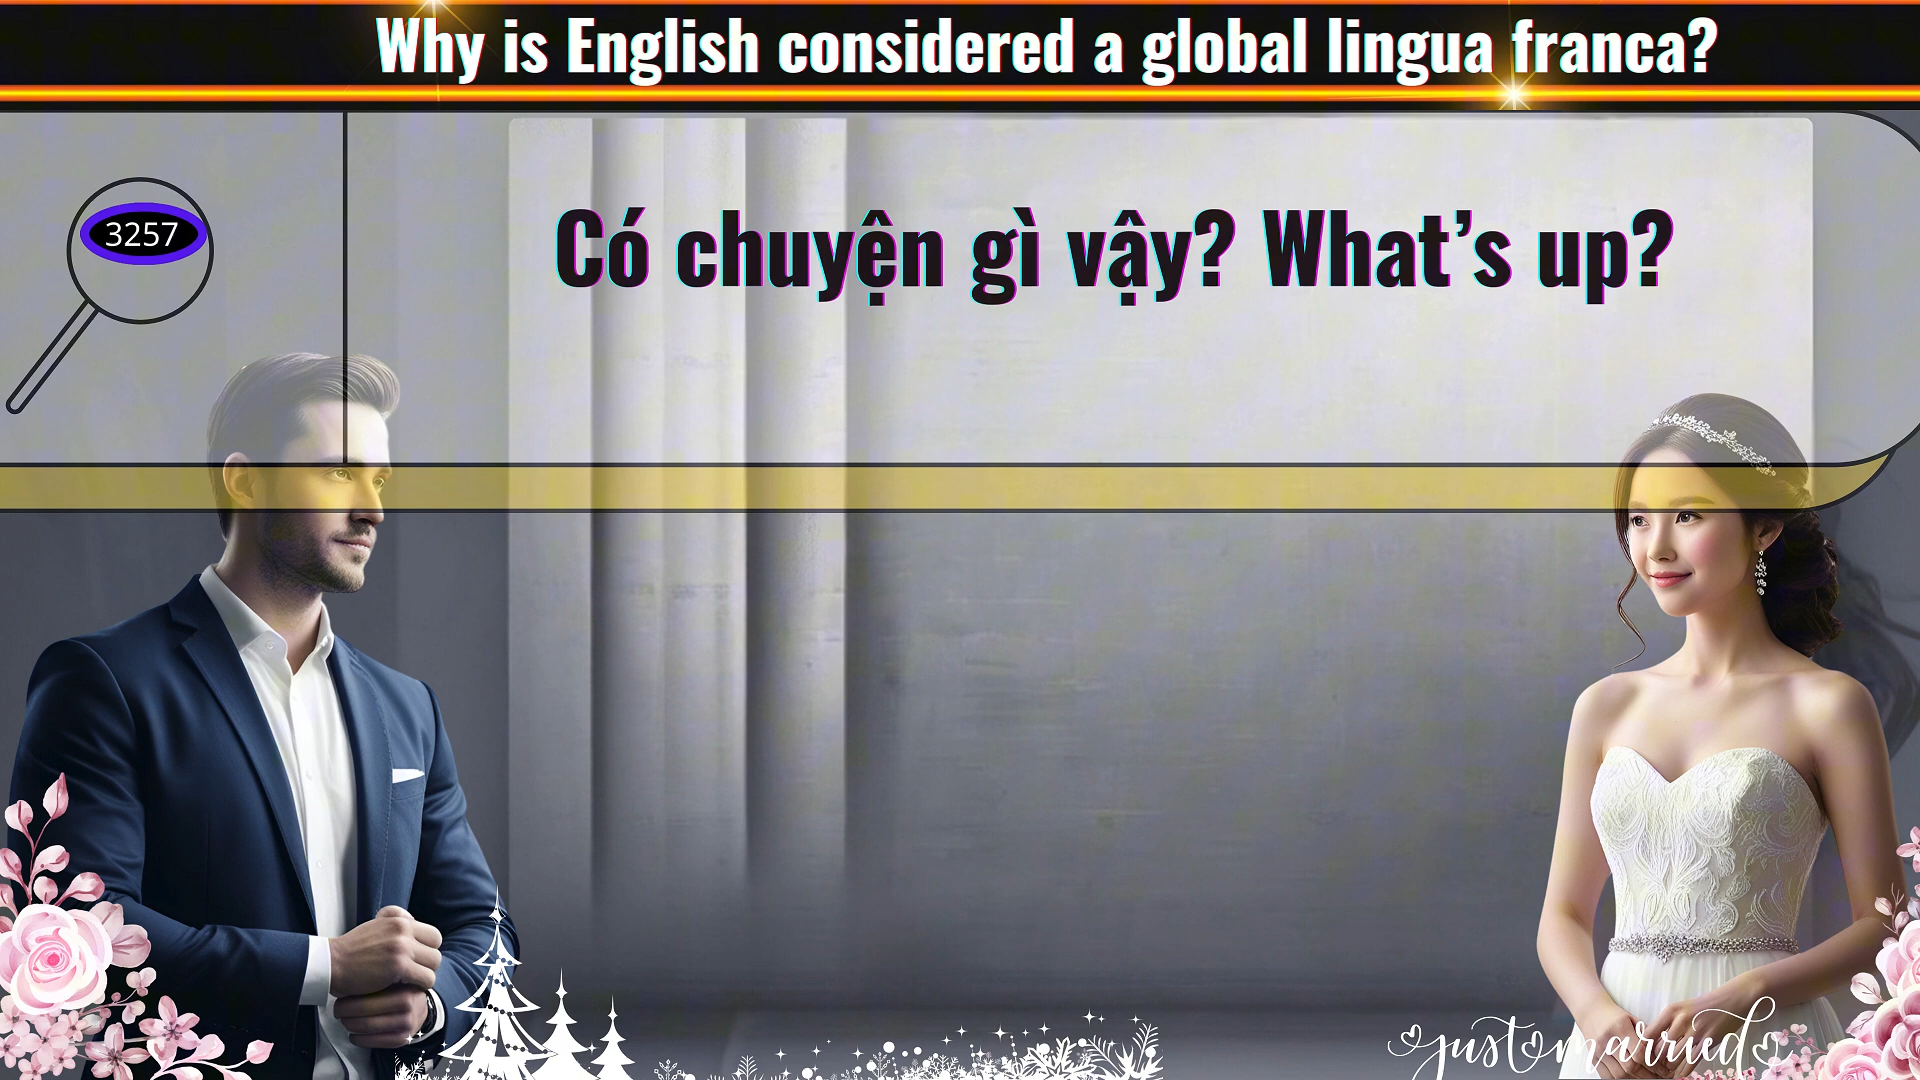 Why is English considered a global lingua franca?
3257
Có chuyện gì vậy? What’s up?
just married